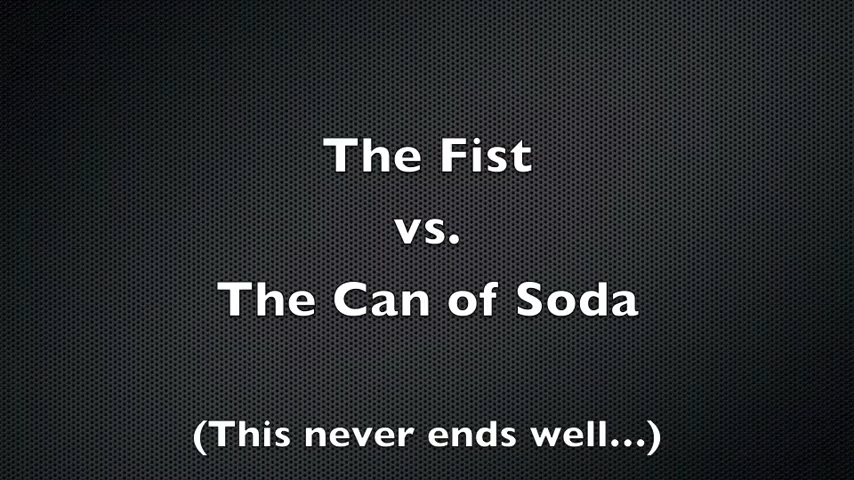 The Fist
vs.
The Can of Soda
(This never ends well...)